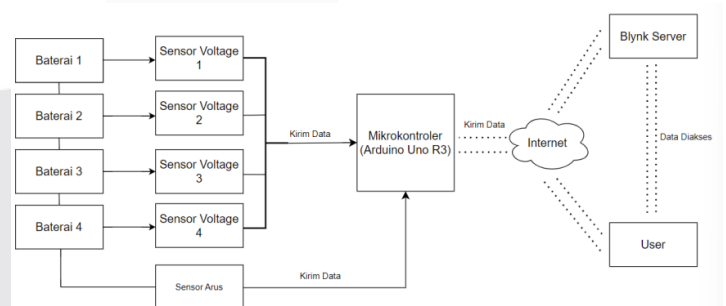 Baterai 1
Sensor Voltage
1
Baterai 2
Sensor Voltage
2
Baterai 3
Sensor Voltage
3
Baterai 4
Sensor Voltage
4
Sensor Arus
Kirim Data
Kirim Data
Mikrokontroler
(Arduino Uno R3)
Kirim Data
Internet
Blynk Server
Data Diakses
User